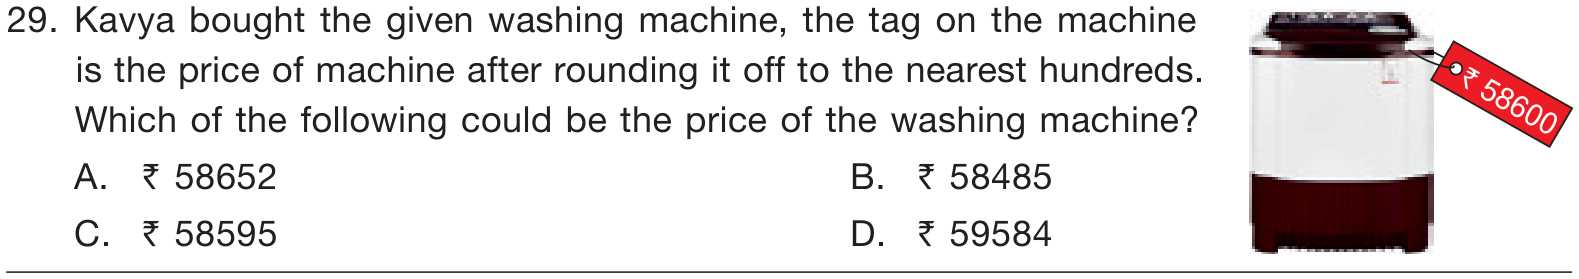 29. Kavya bought the given washing machine, the tag on the machine
is the price of machine after rounding it off to the nearest hundreds.
Which of the following could be the price of the washing machine?
₹ 58600
A. ₹ 58652 B. ₹ 58485
C. ₹ 58595 D. ₹ 59584